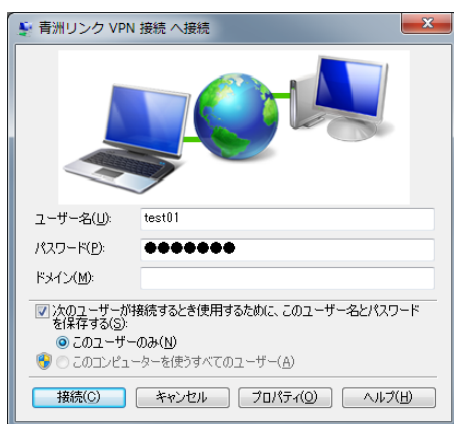 青洲リンク VPN 接続 へ接続
ユーザー名(U):
test01
パスワード(P):
●●●●●●●
ドメイン(M):
次のユーザーが接続するとき使用するために、このユーザー名とパスワード
を保存する(S):
このユーザーのみ(N)
このコンピューターを使うすべてのユーザー(A)
接続(C)
キャンセル
プロパティ(O)
ヘルプ(H)